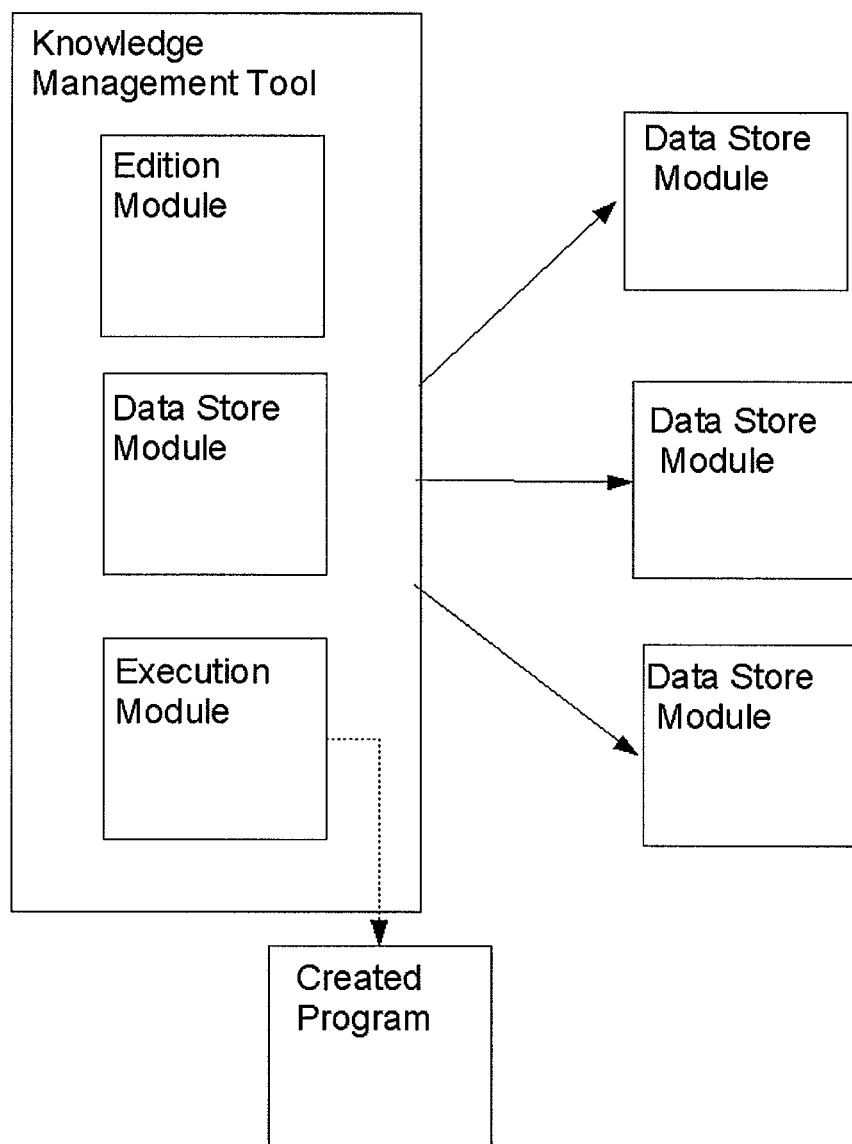 Knowledge
Management Tool
Edition
Module
Data Store
Module
Execution
Module
Data Store
Module
Data Store
Module
Data Store
Module
Created
Program